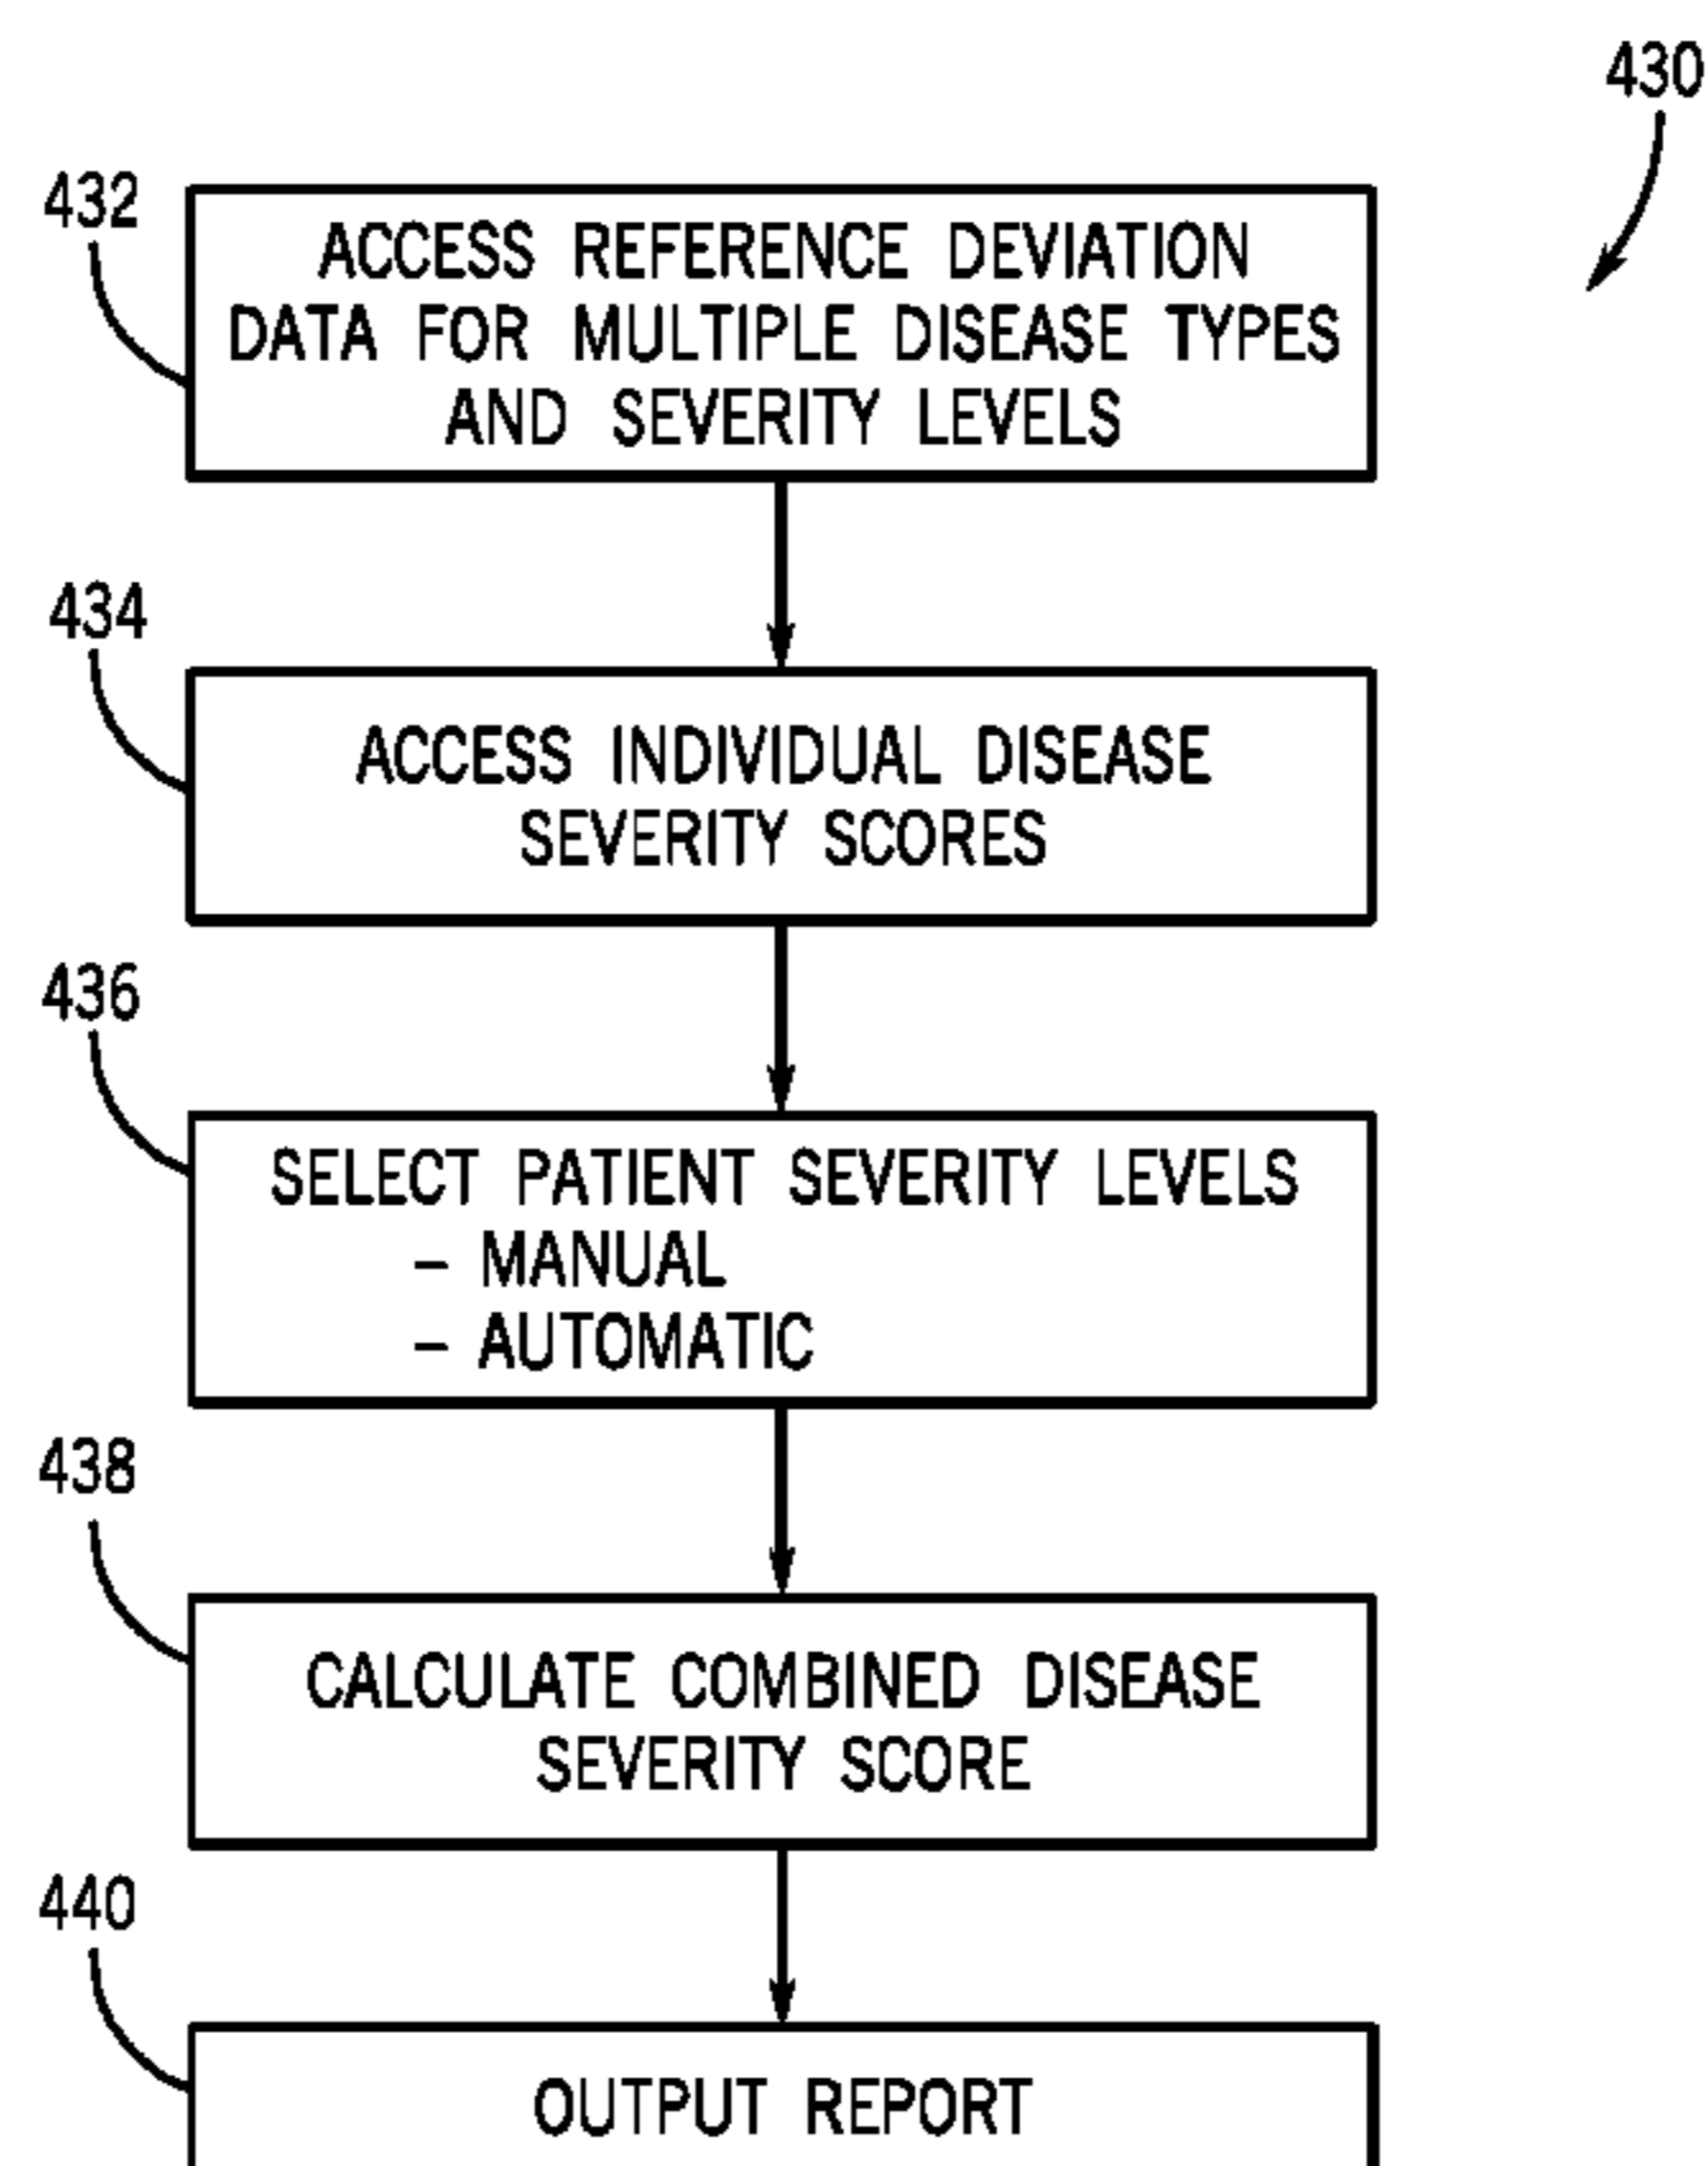 430
432
ACCESS REFERENCE DEVIATION
DATA FOR MULTIPLE DISEASE TYPES
AND SEVERITY LEVELS
434
ACCESS INDIVIDUAL DISEASE
SEVERITY SCORES
436
SELECT PATIENT SEVERITY LEVELS
– MANUAL
– AUTOMATIC
438
CALCULATE COMBINED DISEASE
SEVERITY SCORE
440
OUTPUT REPORT